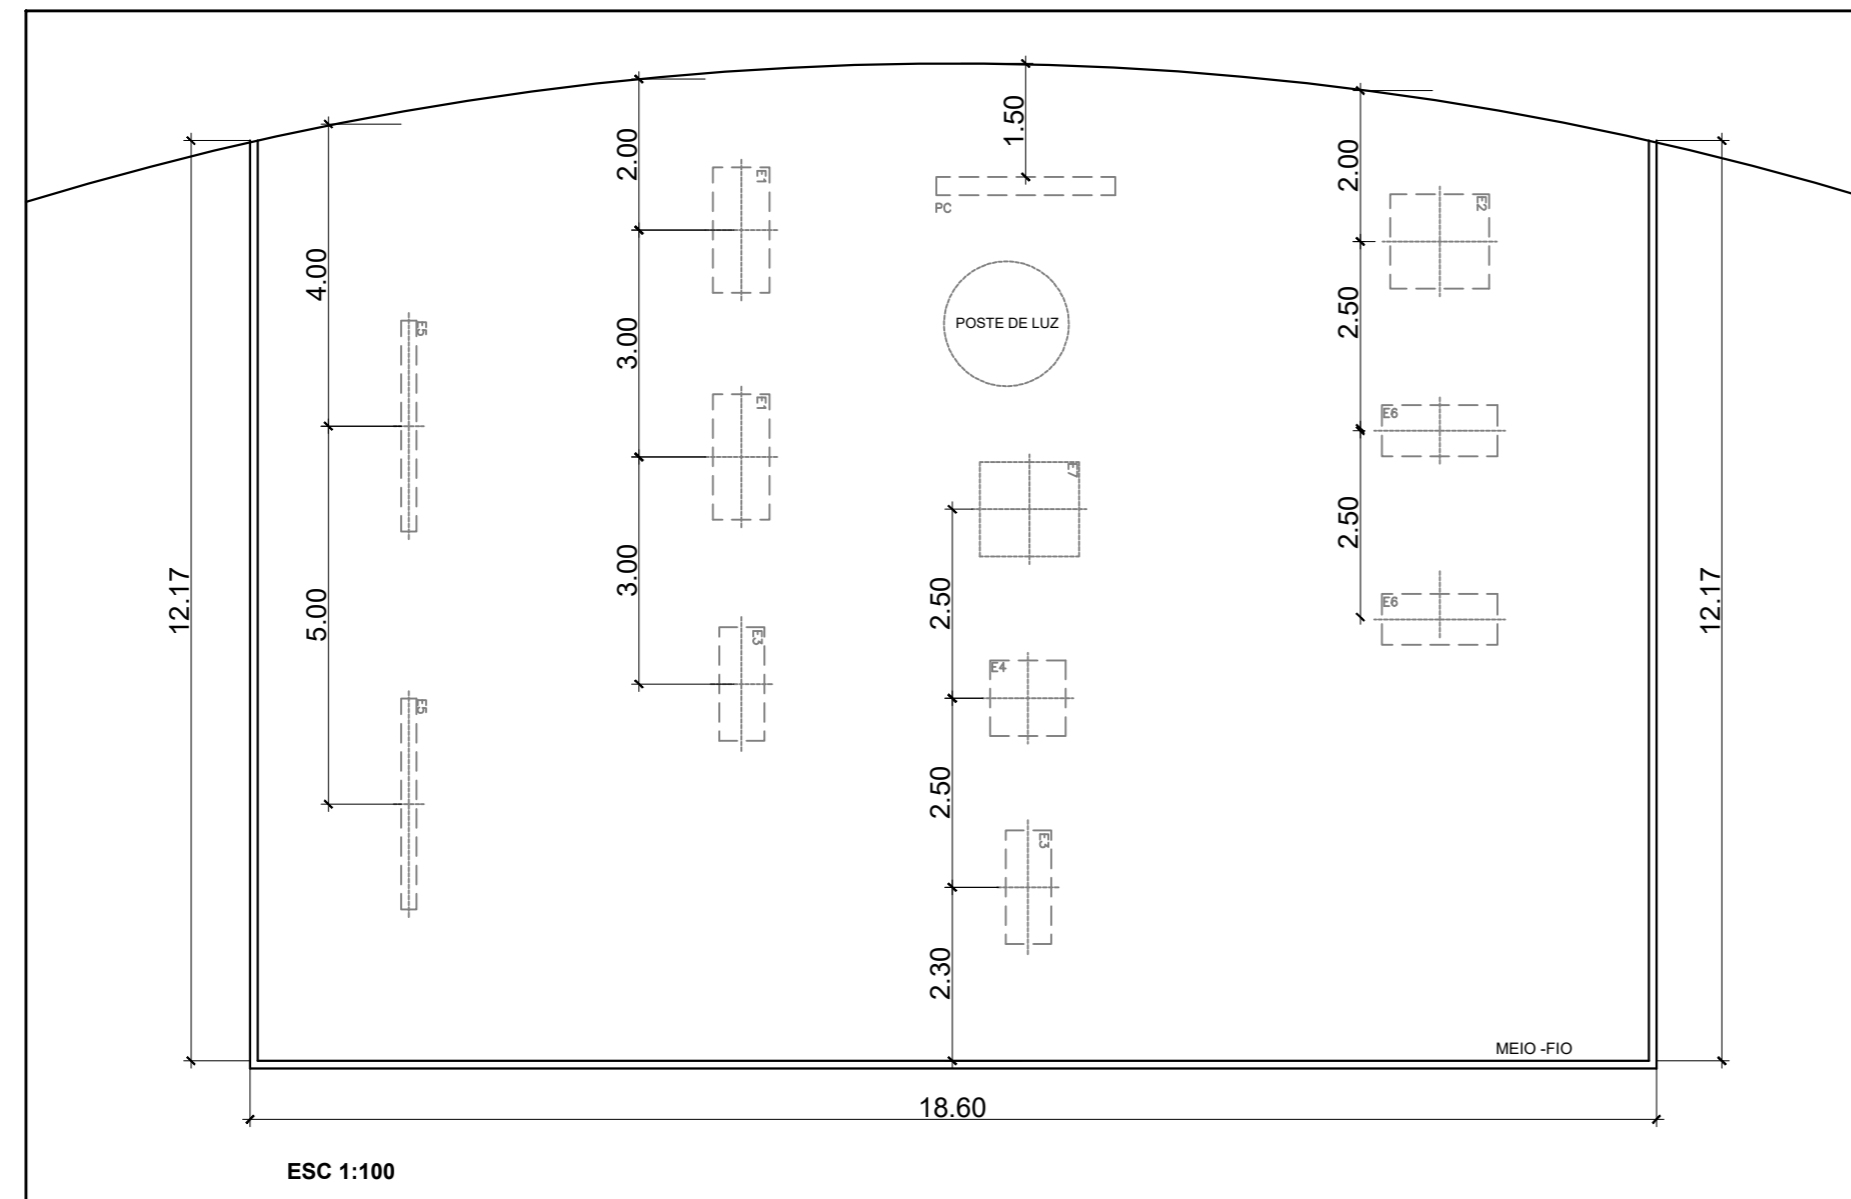 1.50
2.00
2.00
E1
E2
PC
4.00
2.50
POSTE DE LUZ
E5
3.00
E1
E6
E7
2.50
12.17
3.00
2.50
12.17
E6
5.00
E3
E4
E5
2.50
E3
2.30
MEIO -FIO
18.60
ESC 1:100